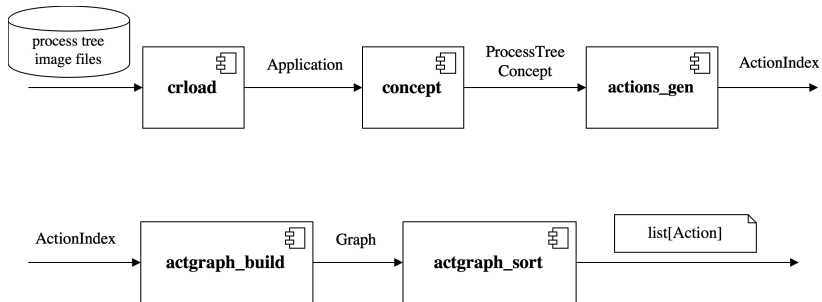 process tree
image files
crload
Application
concept
ProcessTree
Concept
actions_gen
ActionIndex
ActionIndex
actgraph_build
Graph
actgraph_sort
list[Action]